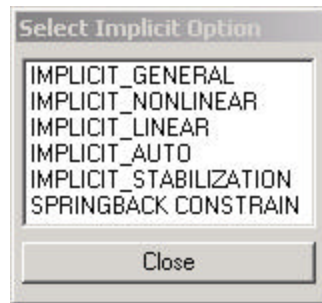 Select Implicit Option
IMPLICIT_GENERAL
IMPLICIT_NONLINEAR
IMPLICIT_LINEAR
IMPLICIT_AUTO
IMPLICIT_STABILIZATION
SPRINGBACK CONSTRAIN
Close